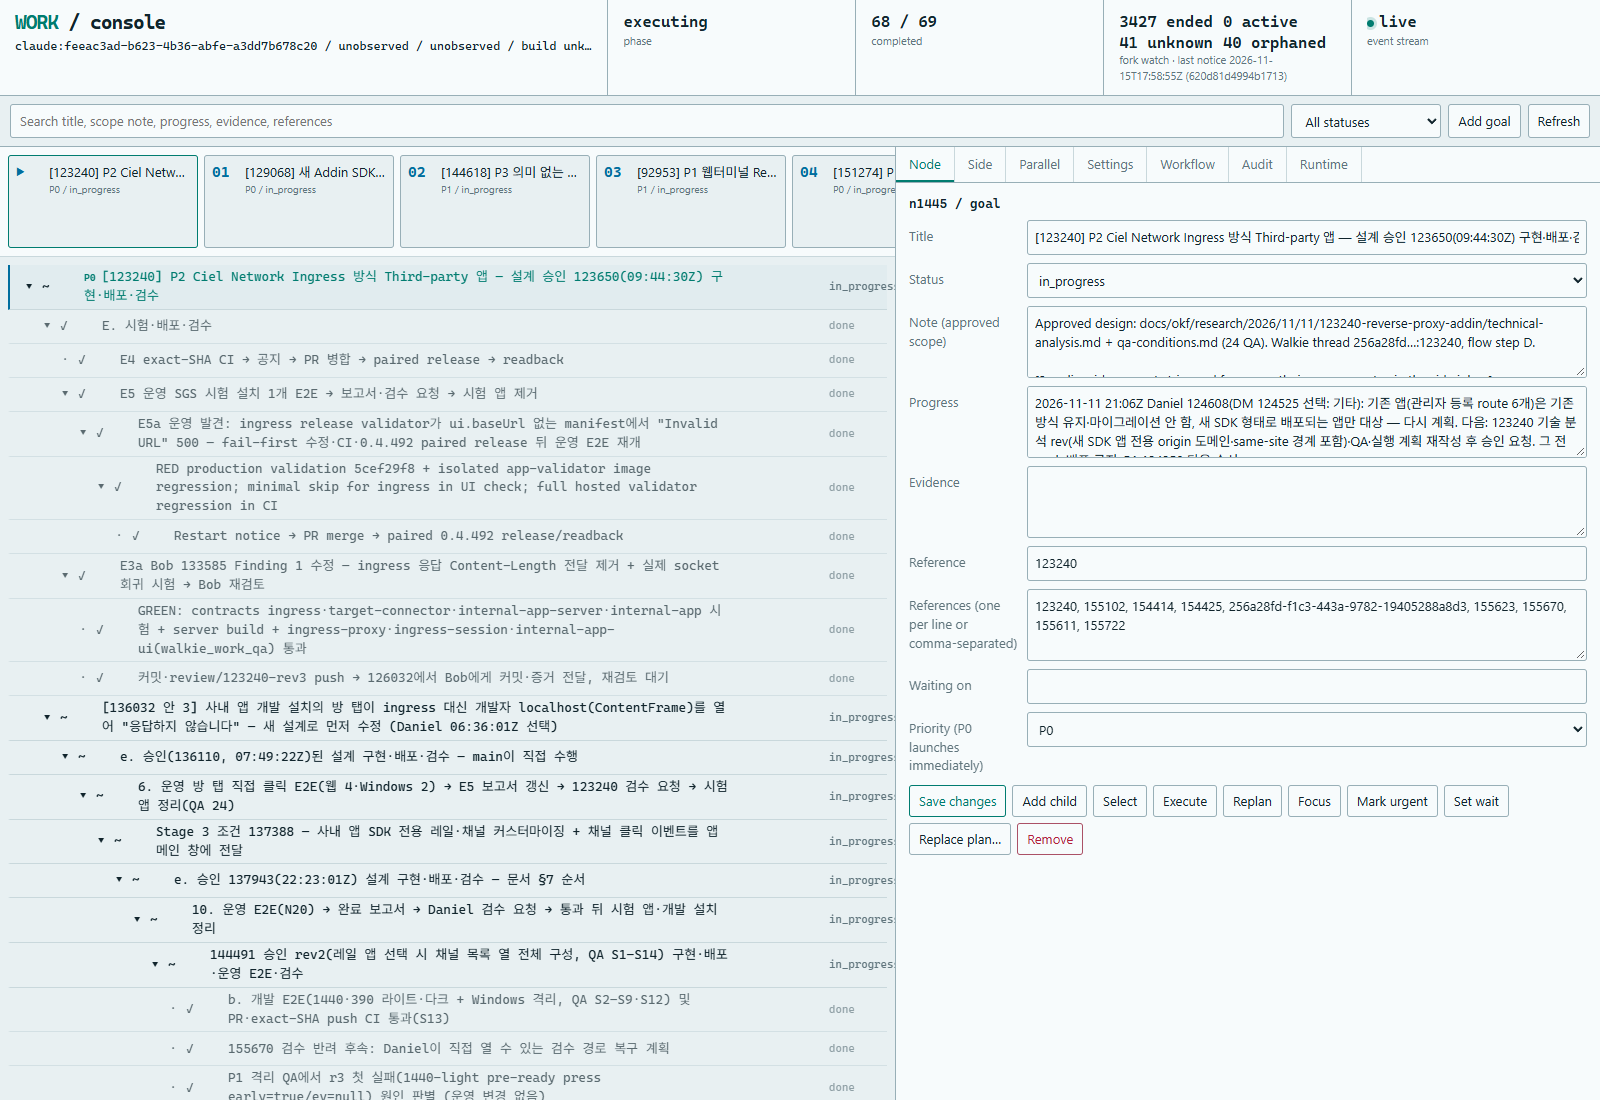 WORK / console
claude:feeac3ad-b623-4b36-abfe-a3dd7b678c20 / unobserved / unobserved / build unk…
executing
phase
68 / 69
completed
3427 ended 0 active
41 unknown 40 orphaned
fork watch · last notice 2026-11-
15T17:58:55Z (620d81d4994b1713)
live
event stream
Search title, scope note, progress, evidence, references
All statuses
Add goal
Refresh
[123240] P2 Ciel Netw...
P0 / in_progress
01 [129068] 새 Addin SDK...
P0 / in_progress
02 [144618] P3 의미 없는 ...
P1 / in_progress
03 [92953] P1 웹터미널 Re...
P1 / in_progress
04 [151274] P
P0 / in_progre
P0 [123240] P2 Ciel Network Ingress 방식 Third-party 앱 — 설계 승인 123650(09:44:30Z) 구
현·배포·검수
in_progres
E. 시험·배포·검수
done
E4 exact-SHA CI → 공지 → PR 병합 → paired release → readback
done
E5 운영 SGS 시험 설치 1개 E2E → 보고서·검수 요청 → 시험 앱 제거
done
E5a 운영 발견: ingress release validator가 ui.baseUrl 없는 manifest에서 "Invalid
URL" 500 — fail-first 수정·CI·0.4.492 paired release 뒤 운영 E2E 재개
done
RED production validation 5cef29f8 + isolated app-validator image
regression; minimal skip for ingress in UI check; full hosted validator
regression in CI
done
Restart notice → PR merge → paired 0.4.492 release/readback
done
E3a Bob 133585 Finding 1 수정 — ingress 응답 Content-Length 전달 제거 + 실제 socket
회귀 시험 → Bob 재검토
done
GREEN: contracts ingress·target-connector·internal-app-server·internal-app 시
험 + server build + ingress-proxy·ingress-session·internal-app-
ui(walkie_work_qa) 통과
done
커밋·review/123240-rev3 push → 126032에서 Bob에게 커밋·증거 전달, 재검토 대기
done
[136032 안 3] 사내 앱 개발 설치의 방 탭이 ingress 대신 개발자 localhost(ContentFrame)를 열
어 "응답하지 않습니다" — 새 설계로 먼저 수정 (Daniel 06:36:01Z 선택)
in_progres
e. 승인(136110, 07:49:22Z)된 설계 구현·배포·검수 — main이 직접 수행
in_progres
6. 운영 방 탭 직접 클릭 E2E(웹 4·Windows 2) → E5 보고서 갱신 → 123240 검수 요청 → 시험
앱 정리(QA 24)
in_progres
Stage 3 조건 137388 — 사내 앱 SDK 전용 레일·채널 커스터마이징 + 채널 클릭 이벤트를 앱
메인 창에 전달
in_progres
e. 승인 137943(22:23:01Z) 설계 구현·배포·검수 — 문서 §7 순서
in_progres
10. 운영 E2E(N20) → 완료 보고서 → Daniel 검수 요청 → 통과 뒤 시험 앱·개발 설치
정리
in_progres
144491 승인 rev2(레일 앱 선택 시 채널 목록 열 전체 구성, QA S1–S14) 구현·배포
·운영 E2E·검수
in_progres
b. 개발 E2E(1440·390 라이트·다크 + Windows 격리, QA S2–S9·S12) 및
PR·exact-SHA push CI 통과(S13)
done
155670 검수 반려 후속: Daniel이 직접 열 수 있는 검수 경로 복구 계획
done
P1 격리 QA에서 r3 첫 실패(1440-light pre-ready press
early=true/ev=null) 원인 판별 (운영 변경 없음)
done
Node
Side
Parallel
Settings
Workflow
Audit
Runtime
n1445 / goal
Title
[123240] P2 Ciel Network Ingress 방식 Third-party 앱 — 설계 승인 123650(09:44:30Z) 구현·배포·검
Status
in_progress
Note (approved
scope)
Approved design: docs/okf/research/2026/11/11/123240-reverse-proxy-addin/technical-
analysis.md + qa-conditions.md (24 QA). Walkie thread 256a28fd…:123240, flow step D.
Progress
2026-11-11 21:06Z Daniel 124608(DM 124525 선택: 기타): 기존 앱(관리자 등록 route 6개)은 기존
방식 유지·마이그레이션 안 함, 새 SDK 형태로 배포되는 앱만 대상 — 다시 계획. 다음: 123240 기술 분
석 rev(새 SDK 앱 전용 origin 도메인·same-site 경계 포함)·QA·실행 계획 재작성 후 승인 요청. 그 전
Evidence
Reference
123240
References (one
per line or
comma-separated)
123240, 155102, 154414, 154425, 256a28fd-f1c3-443a-9782-19405288a8d3, 155623, 155670,
155611, 155722
Waiting on
Priority (P0
launches
immediately)
P0
Save changes
Add child
Select
Execute
Replan
Focus
Mark urgent
Set wait
Replace plan...
Remove